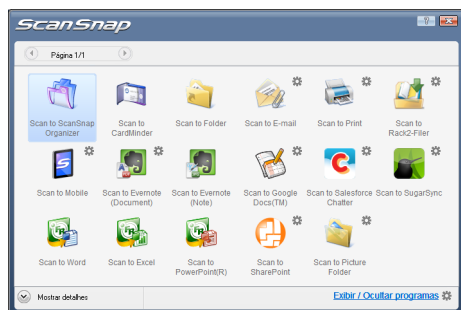 ScanSnap
Página 1/1
Scan to ScanSnap
Organizer
Scan to
CardMinder
Scan to Folder
Scan to E-mail
Scan to Print
Scan to
Rack2-Filer
Scan to Mobile
Scan to Evernote
(Document)
Scan to Evernote
(Note)
Scan to Google
Docs(TM)
Scan to Salesforce
Chatter
Scan to SugarSync
Scan to Word
Scan to Excel
Scan to
PowerPoint(R)
Scan to
SharePoint
Scan to Picture
Folder
Mostrar detalhes
Exibir / Ocultar programas